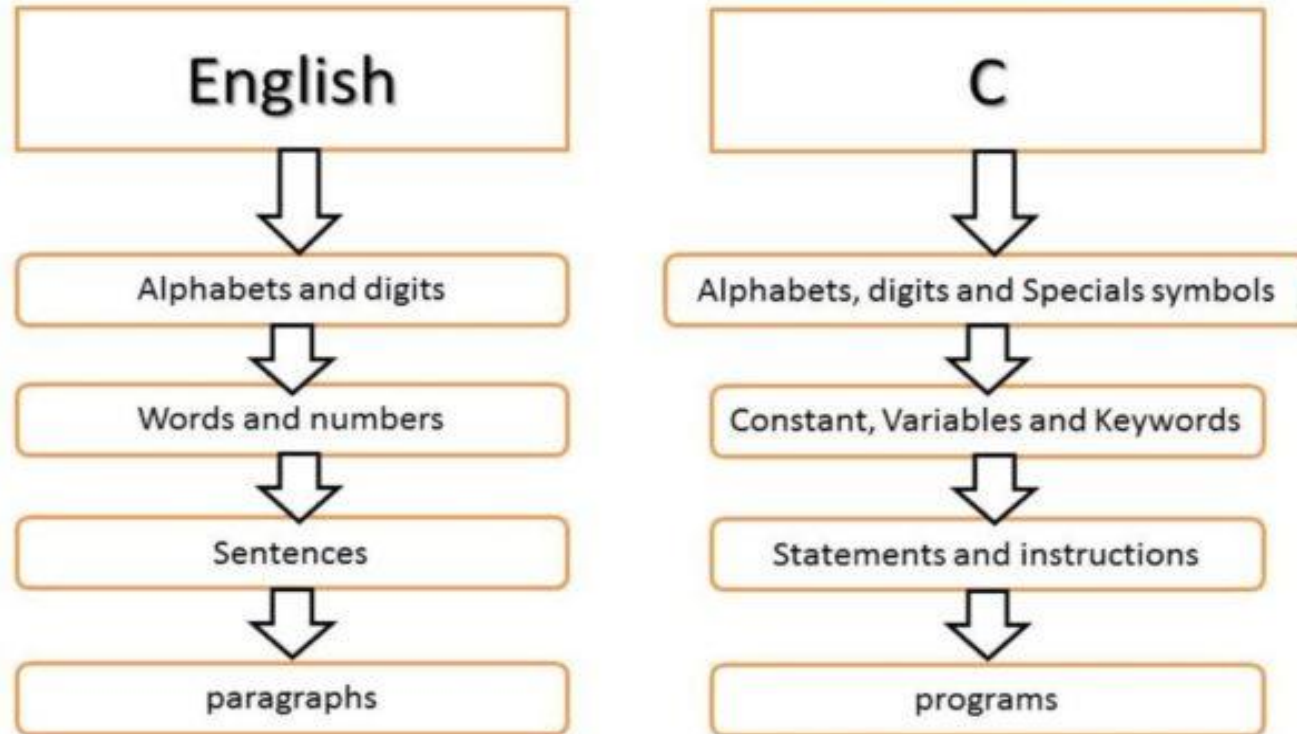 English
Alphabets and digits
Words and numbers
Sentences
paragraphs
C
Alphabets, digits and Specials symbols
Constant, Variables and Keywords
Statements and instructions
programs